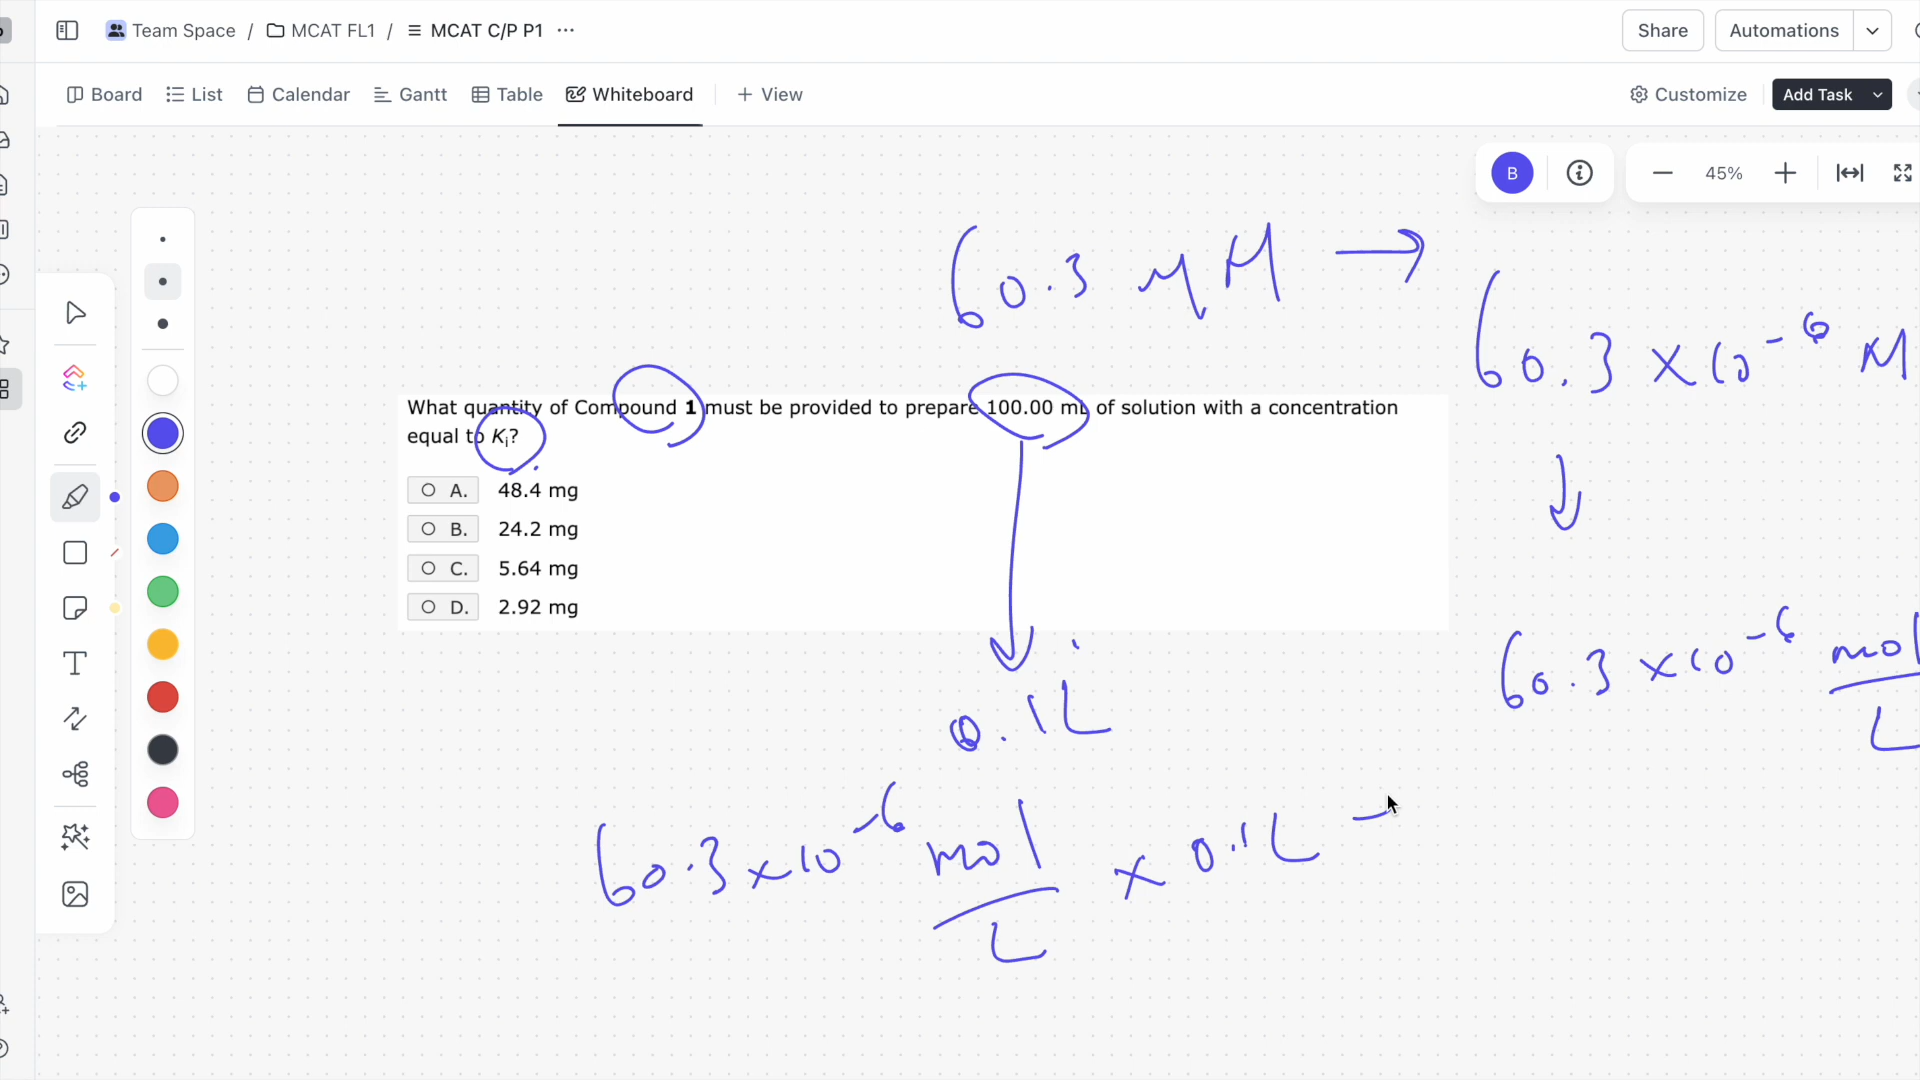 Team Space / MCAT FL1 / MCAT C/P P1 ...
Share
Automations
Board
List
Calendar
Gantt
Table
Whiteboard
+ View
Customize
Add Task
B
45%
60.3 μM →
60.3 × 10⁻⁶ M
What quantity of Compound 1 must be provided to prepare 100.00 mL of solution with a concentration
equal to Kᵢ?
A. 48.4 mg
B. 24.2 mg
C. 5.64 mg
D. 2.92 mg
60.3 × 10⁻⁶ mol
L
0.1L
60.3 × 10⁻⁶ mol × 0.1L
L